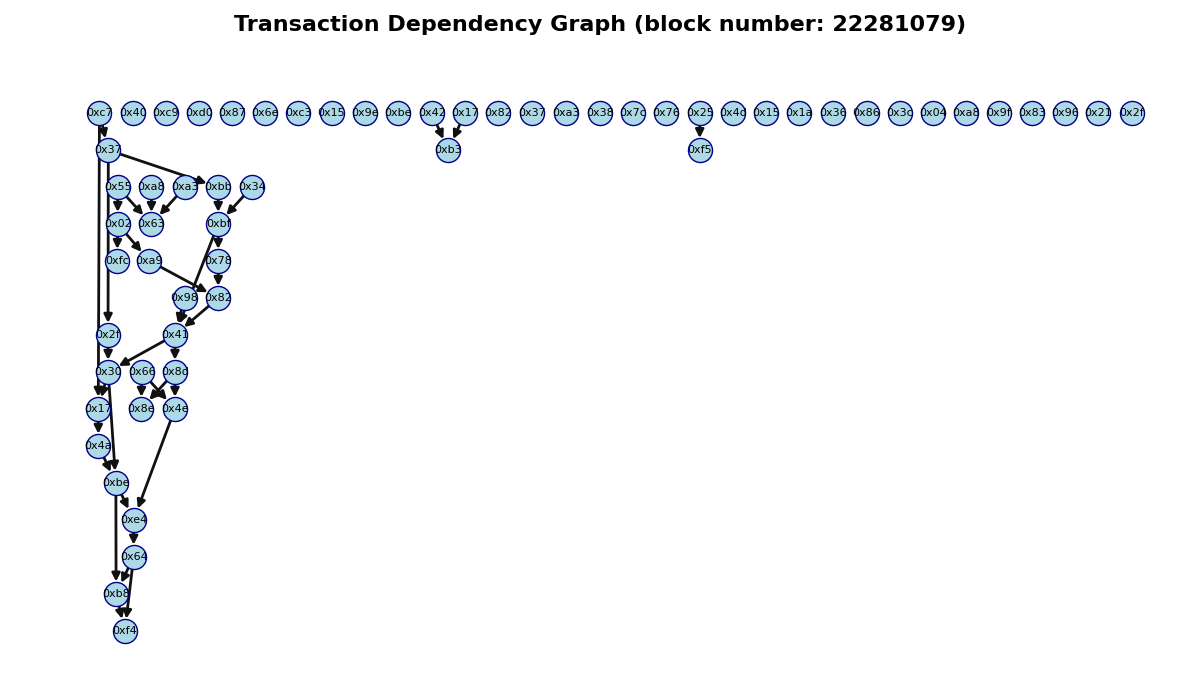 Transaction Dependency Graph (block number: 22281079)
0xc7 0x40 0xc9 0xd0 0x87 0x6e 0xc3 0x15 0x9e 0xbe 0x42 0x17 0x82 0x37 0xa3 0x38 0x7c 0x76 0x25 0x4d 0x15 0x1a 0x36 0x86 0x3c 0x04 0xa8 0x9f 0x83 0x96 0x21 0x2f
0x37 0xb3 0xf5
0x55 0xa8 0xa3 0xbb 0x34
0x02 0x63 0xbf
0xfc 0xa9 0x78
0x98 0x82
0x2f 0x41
0x30 0x66 0x8d
0x17 0x8e 0x4e
0x4a
0xbe
0xe4
0x64
0xb8
0xf4